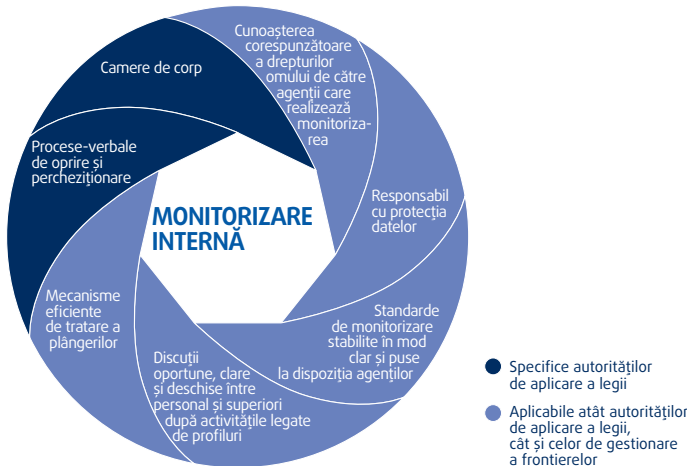 Cunoașterea
corespunzătoare
a drepturilor
omului de către
agenții care
realizează
monitoriza-
rea
Camere de corp
Procese-verbale
de oprire și
percheziționare
Responsabil
cu protecția
datelor
MONITORIZARE
INTERNĂ
Mecanisme
eficiente
de tratare a
plângerilor
Standarde
de monitorizare
stabilite în mod
clar și puse
la dispoziția agenților
Discuții
oportune, clare
și deschise între
personal și superiori
după activitățile legate
de profiluri
Specifice autorităților
de aplicare a legii
Aplicabile atât autorităților
de aplicare a legii,
cât și celor de gestionare
a frontierelor